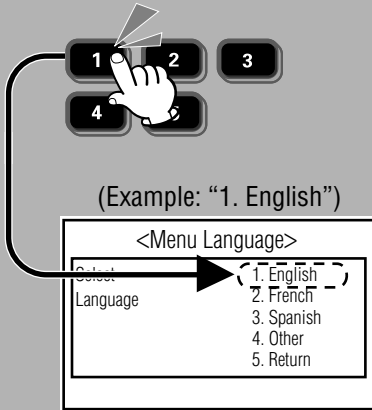 1 2 3
4 5
(Example: “1. English”)
<Menu Language>
Select
Language
1. English
2. French
3. Spanish
4. Other
5. Return